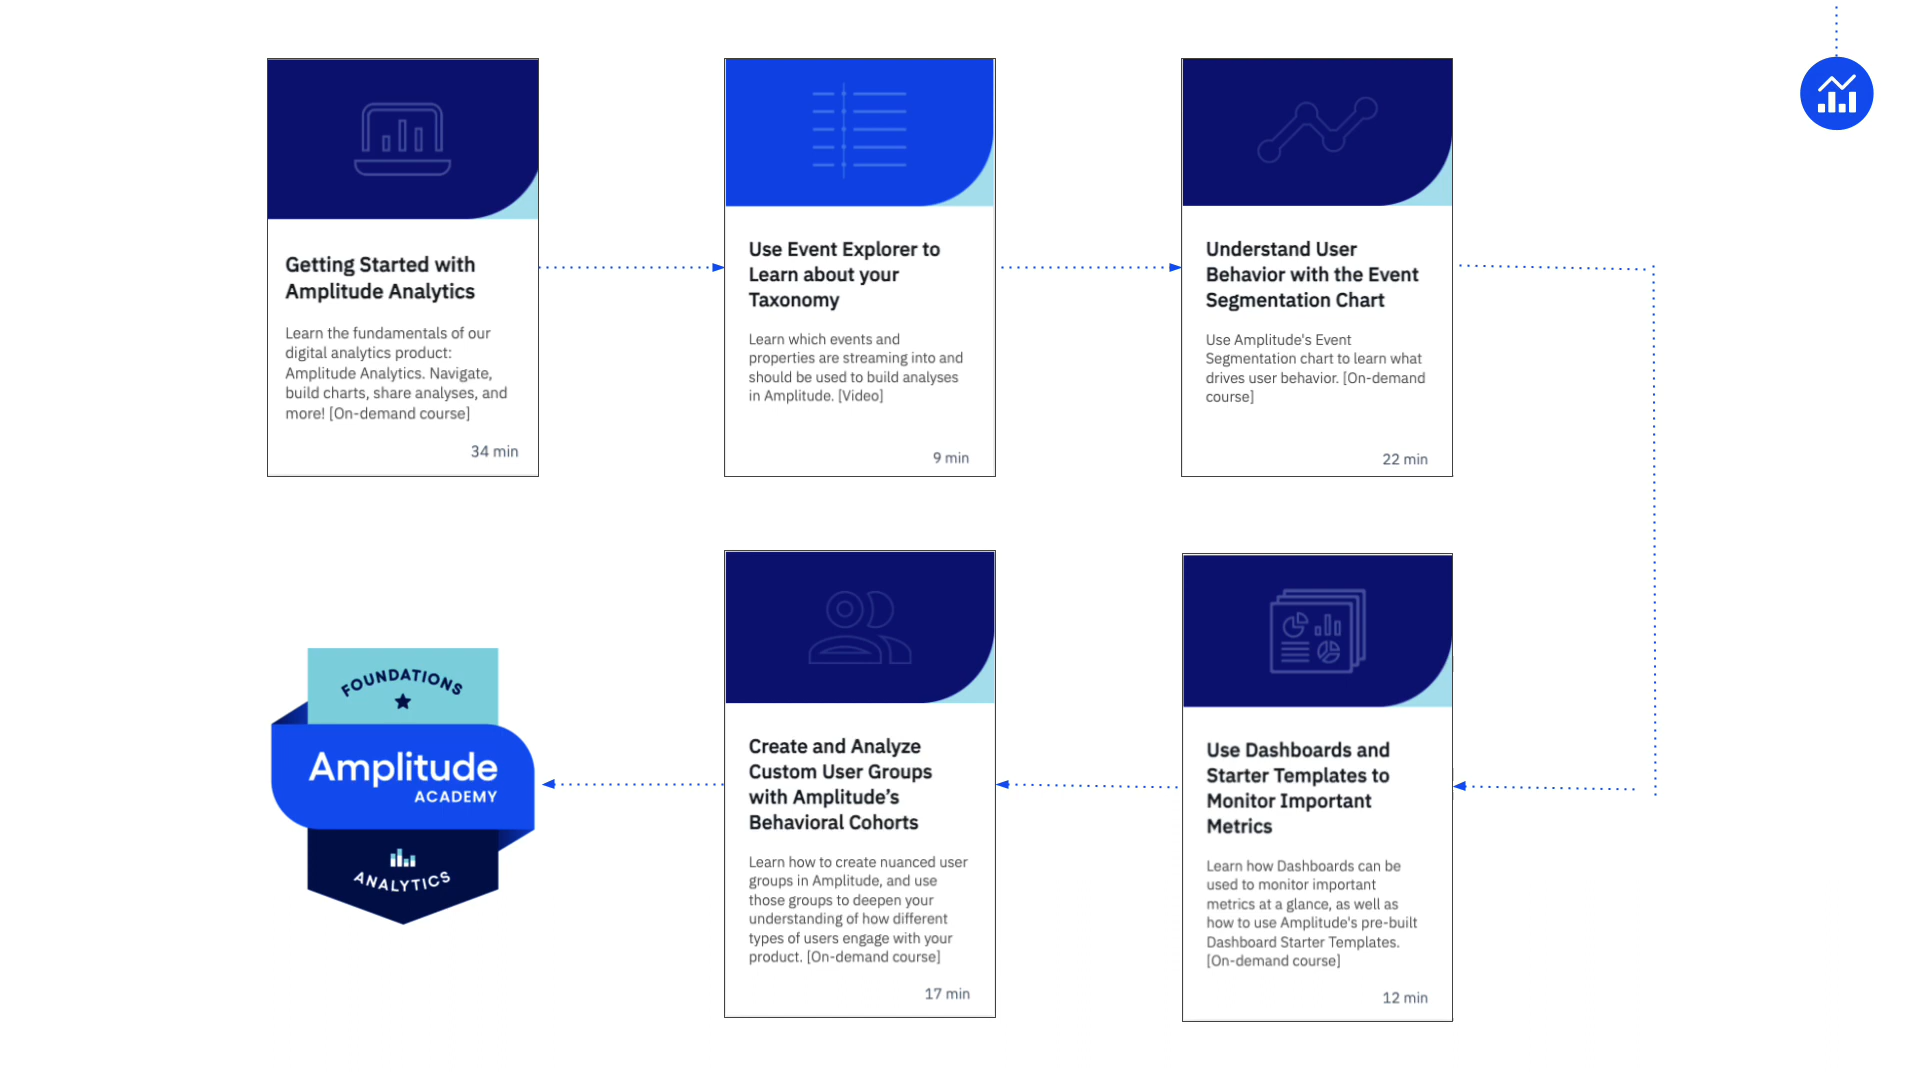 Getting Started with
Amplitude Analytics
Learn the fundamentals of our
digital analytics product:
Amplitude Analytics. Navigate,
build charts, share analyses, and
more! [On-demand course]
34 min
Use Event Explorer to
Learn about your
Taxonomy
Learn which events and
properties are streaming into and
should be used to build analyses
in Amplitude. [Video]
9 min
Understand User
Behavior with the Event
Segmentation Chart
Use Amplitude's Event
Segmentation chart to learn what
drives user behavior. [On-demand
course]
22 min
Use Dashboards and
Starter Templates to
Monitor Important
Metrics
Learn how Dashboards can be
used to monitor important
metrics at a glance, as well as
how to use Amplitude's pre-built
Dashboard Starter Templates.
[On-demand course]
12 min
Create and Analyze
Custom User Groups
with Amplitude’s
Behavioral Cohorts
Learn how to create nuanced user
groups in Amplitude, and use
those groups to deepen your
understanding of how different
types of users engage with your
product. [On-demand course]
17 min
FOUNDATIONS
Amplitude
ACADEMY
ANALYTICS